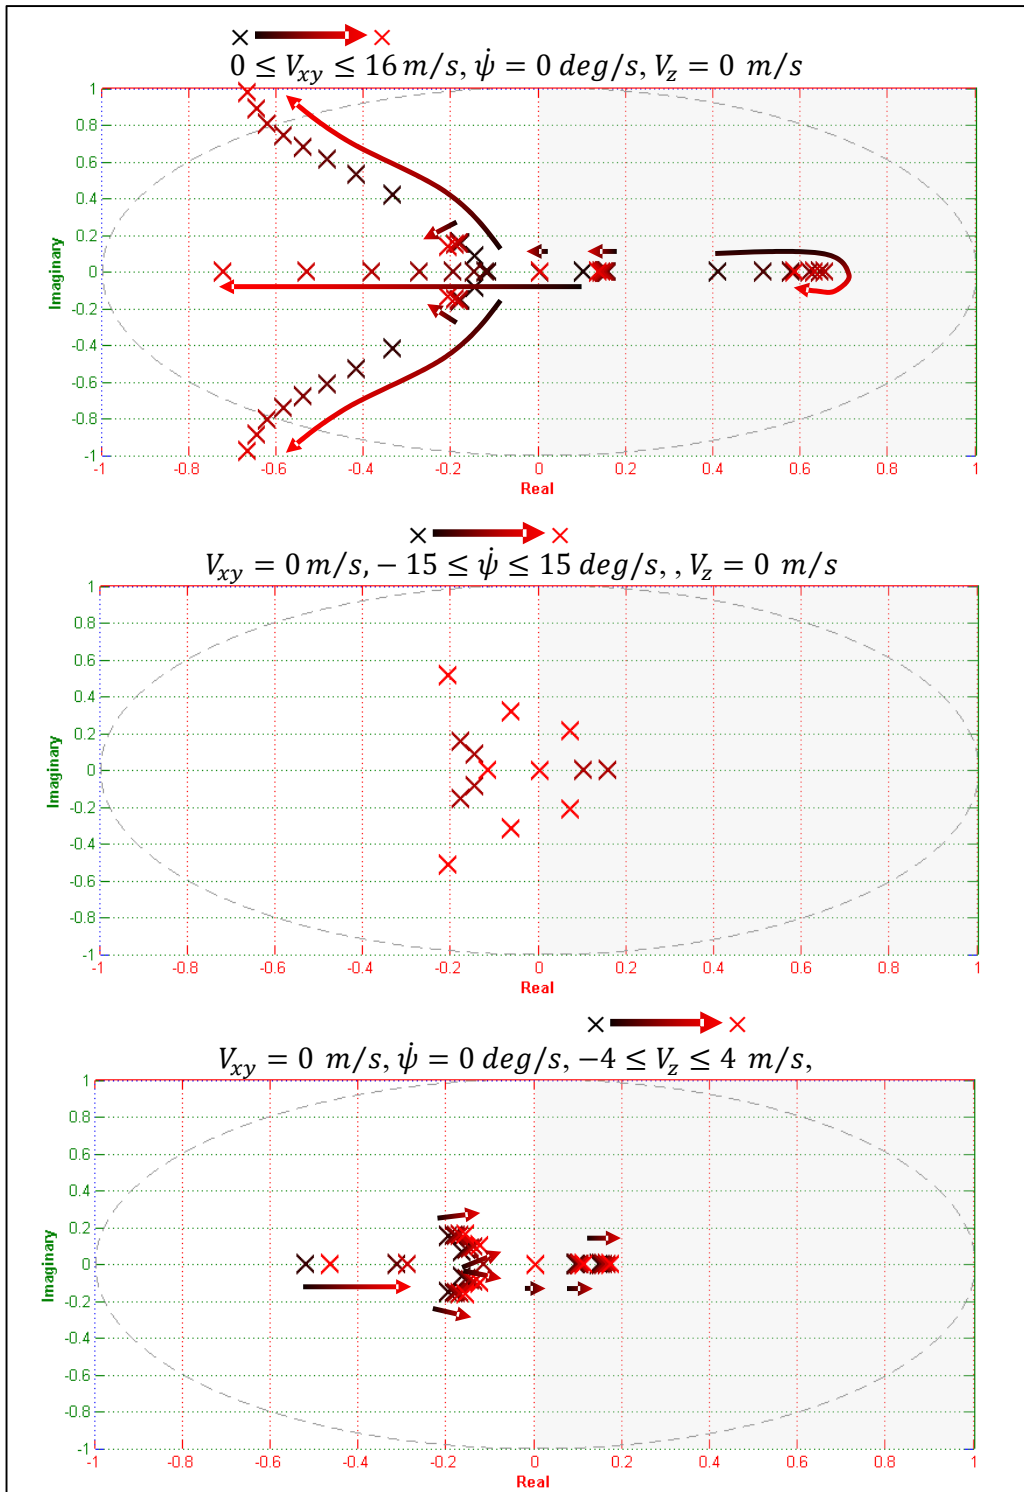 0 ≤ V_xy ≤ 16 m/s, ψ̇ = 0 deg/s, V_z = 0 m/s
1
0.8
0.6
0.4
0.2
0
-0.2
-0.4
-0.6
-0.8
-1
Imaginary
-1 -0.8 -0.6 -0.4 -0.2 0 0.2 0.4 0.6 0.8 1
Real
V_xy = 0 m/s, − 15 ≤ ψ̇ ≤ 15 deg/s, , V_z = 0 m/s
1
0.8
0.6
0.4
0.2
0
-0.2
-0.4
-0.6
-0.8
-1
Imaginary
-1 -0.8 -0.6 -0.4 -0.2 0 0.2 0.4 0.6 0.8 1
Real
V_xy = 0 m/s, ψ̇ = 0 deg/s, −4 ≤ V_z ≤ 4 m/s,
1
0.8
0.6
0.4
0.2
0
-0.2
-0.4
-0.6
-0.8
-1
Imaginary
-1 -0.8 -0.6 -0.4 -0.2 0 0.2 0.4 0.6 0.8 1
Real